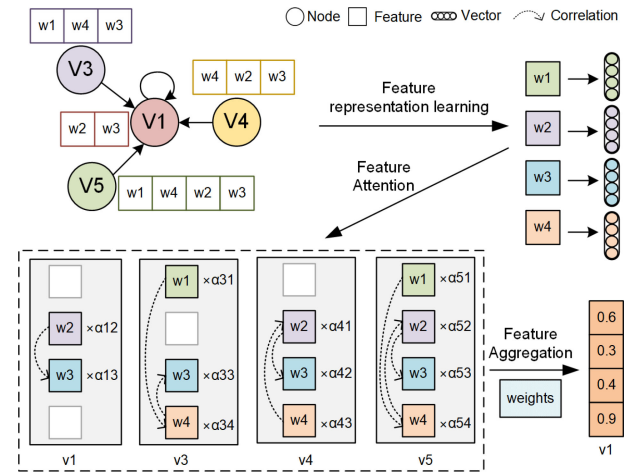 Node Feature Vector Correlation
w1 w4 w3
V3
w4 w2 w3
w2 w3
V1
V4
V5
w1 w4 w2 w3
Feature
representation learning
Feature
Attention
w1
w2
w3
w4
w2 ×α12
w3 ×α13
v1
w1 ×α31
w3 ×α33
w4 ×α34
v3
w2 ×α41
w3 ×α42
w4 ×α43
v4
w1 ×α51
w2 ×α52
w3 ×α53
w4 ×α54
v5
Feature
Aggregation
weights
0.6
0.3
0.4
0.9
v1